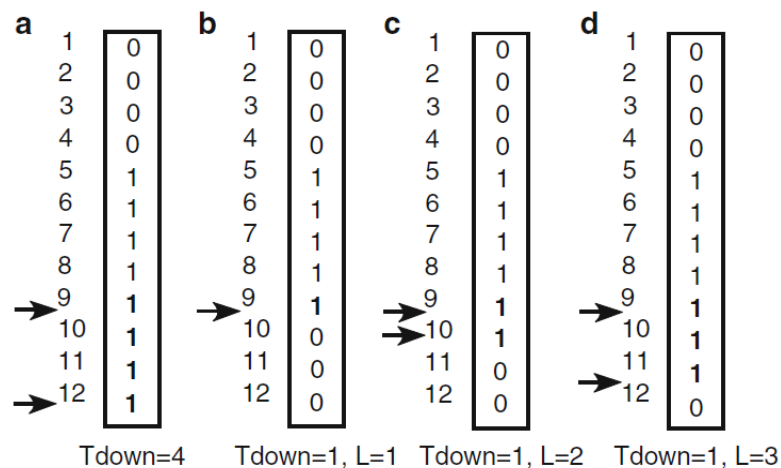 a b c d
1 0 1 0 1 0 1 0
2 0 2 0 2 0 2 0
3 0 3 0 3 0 3 0
4 0 4 0 4 0 4 0
5 1 5 1 5 1 5 1
6 1 6 1 6 1 6 1
7 1 7 1 7 1 7 1
8 1 8 1 8 1 8 1
9 1 9 1 9 1 9 1
10 1 10 0 10 1 10 1
11 1 11 0 11 0 11 1
12 1 12 0 12 0 12 0
Tdown=4 Tdown=1, L=1 Tdown=1, L=2 Tdown=1, L=3